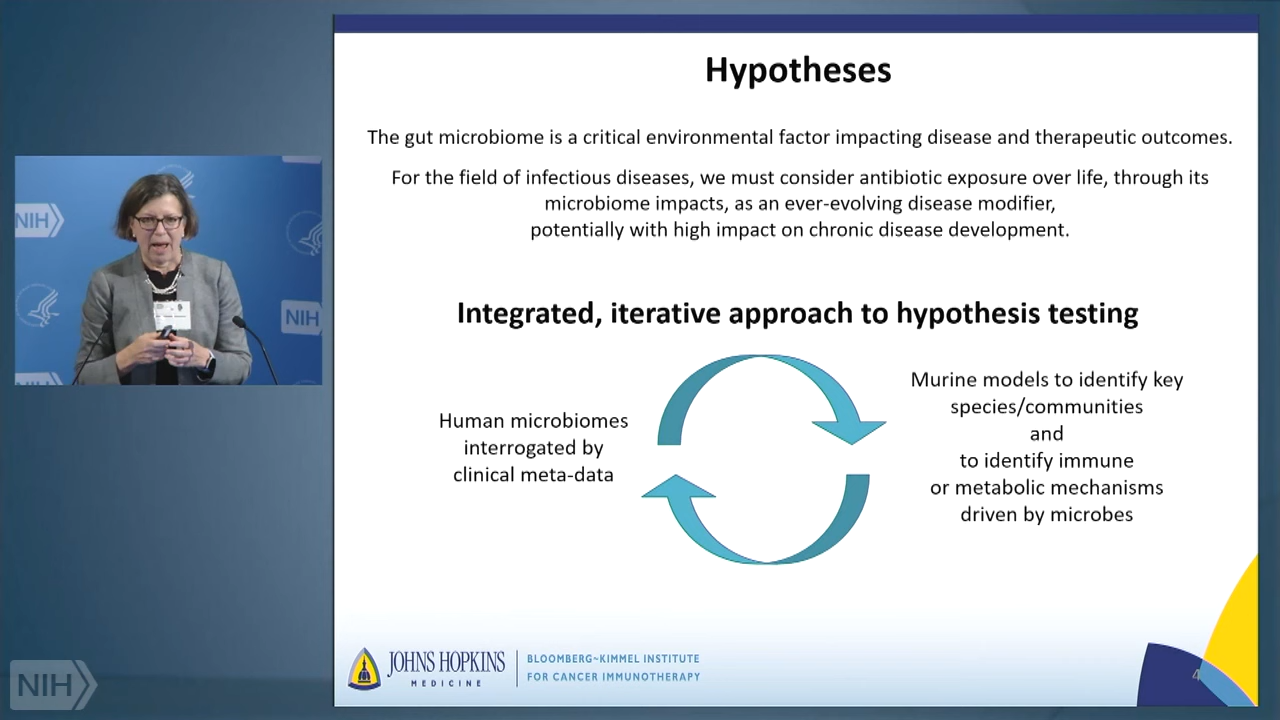 Hypotheses
The gut microbiome is a critical environmental factor impacting disease and therapeutic outcomes.
For the field of infectious diseases, we must consider antibiotic exposure over life, through its
microbiome impacts, as an ever-evolving disease modifier,
potentially with high impact on chronic disease development.
Integrated, iterative approach to hypothesis testing
Human microbiomes
interrogated by
clinical meta-data
Murine models to identify key
species/communities
and
to identify immune
or metabolic mechanisms
driven by microbes
JOHNS HOPKINS
MEDICINE
BLOOMBERG~KIMMEL INSTITUTE
FOR CANCER IMMUNOTHERAPY
4
NIH
NIH
NIH